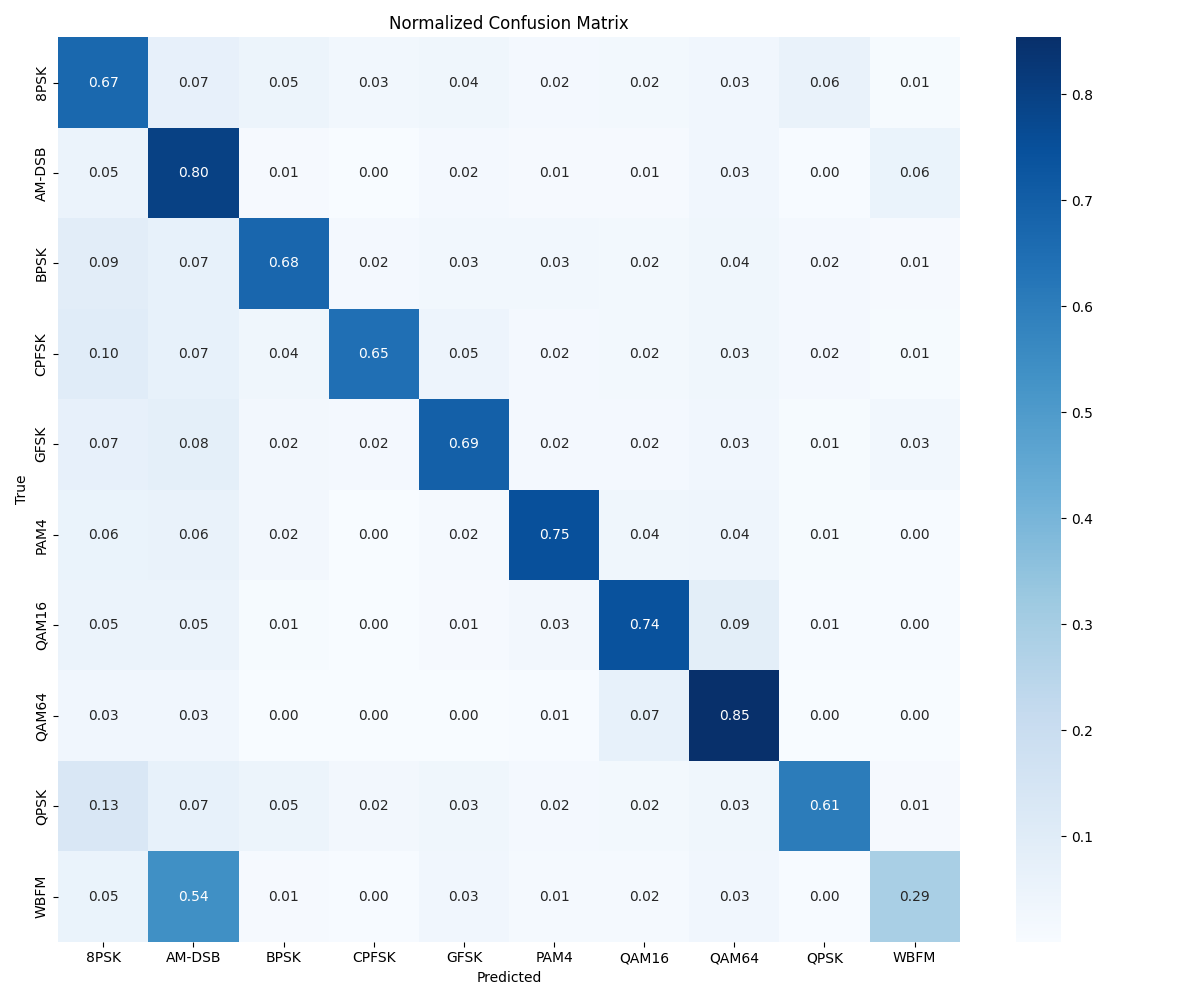 Normalized Confusion Matrix
8PSK 0.67 0.07 0.05 0.03 0.04 0.02 0.02 0.03 0.06 0.01
AM-DSB 0.05 0.80 0.01 0.00 0.02 0.01 0.01 0.03 0.00 0.06
BPSK 0.09 0.07 0.68 0.02 0.03 0.03 0.02 0.04 0.02 0.01
CPFSK 0.10 0.07 0.04 0.65 0.05 0.02 0.02 0.03 0.02 0.01
GFSK 0.07 0.08 0.02 0.02 0.69 0.02 0.02 0.03 0.01 0.03
PAM4 0.06 0.06 0.02 0.00 0.02 0.75 0.04 0.04 0.01 0.00
QAM16 0.05 0.05 0.01 0.00 0.01 0.03 0.74 0.09 0.01 0.00
QAM64 0.03 0.03 0.00 0.00 0.00 0.01 0.07 0.85 0.00 0.00
QPSK 0.13 0.07 0.05 0.02 0.03 0.02 0.02 0.03 0.61 0.01
WBFM 0.05 0.54 0.01 0.00 0.03 0.01 0.02 0.03 0.00 0.29
8PSK AM-DSB BPSK CPFSK GFSK PAM4 QAM16 QAM64 QPSK WBFM
Predicted
True
0.8
0.7
0.6
0.5
0.4
0.3
0.2
0.1